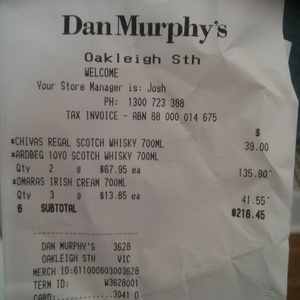 Dan Murphy's
Oakleigh Sth
WELCOME
Your Store Manager is: Josh
PH: 1300 723 388
TAX INVOICE - ABN 88 000 014 675
$
*CHIVAS REGAL SCOTCH WHISKY 700ML 39.00
*ARDBEG 10YO SCOTCH WHISKY 700ML
Qty 2 @ $67.95 ea 135.90^
*OMARAS IRISH CREAM 700ML
Qty 3 @ $13.85 ea 41.55^
6 SUBTOTAL $216.45
DAN MURPHY'S 3628
OAKLEIGH STH VIC
MERCH ID:611000603003628
TERM ID: W3628001
CARD: 3041 D